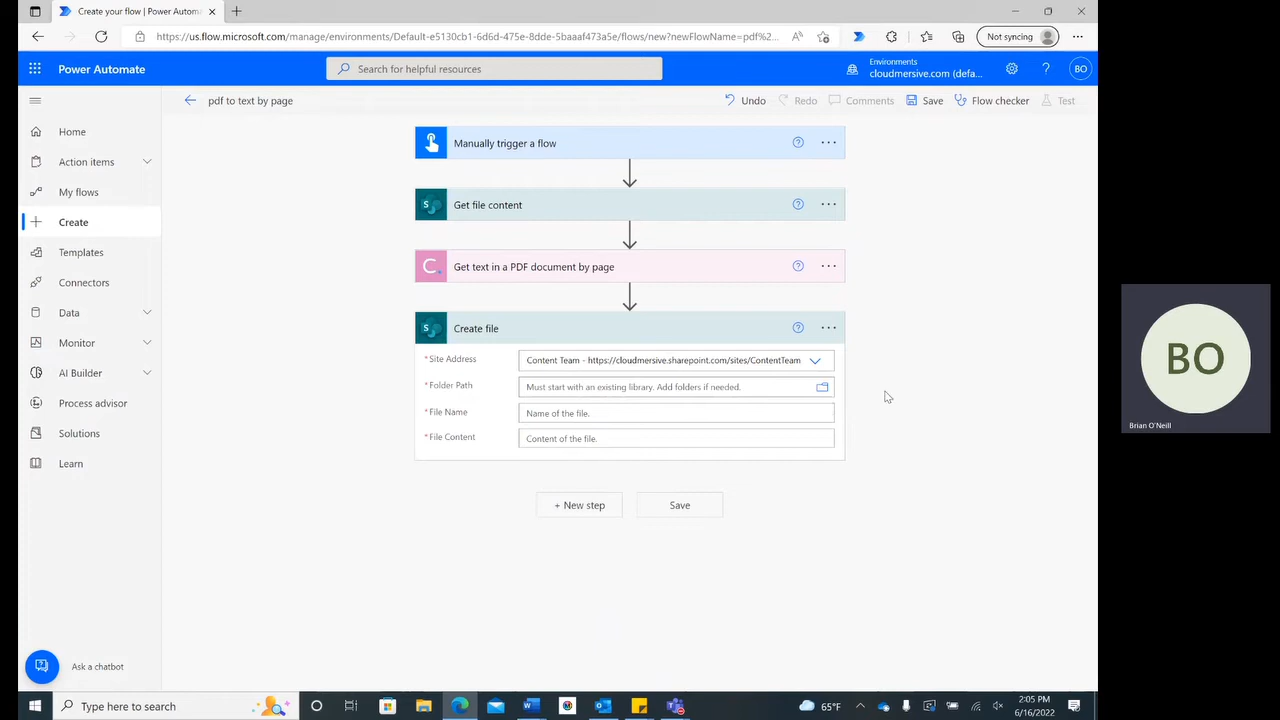 Create your flow | Power Autom
https://us.flow.microsoft.com/manage/environments/Default-e5130cb1-6d6d-475e-8dde-5baaaf473a5e/flows/new?newFlowName=pdf%2...
Not syncing
Power Automate
Search for helpful resources
Environments
cloudmersive.com (defa...
BO
pdf to text by page
Undo
Redo
Comments
Save
Flow checker
Test
Home
Action items
My flows
Create
Templates
Connectors
Data
Monitor
AI Builder
Process advisor
Solutions
Learn
Ask a chatbot
Manually trigger a flow
S
Get file content
C
Get text in a PDF document by page
S
Create file
*Site Address
Content Team - https://cloudmersive.sharepoint.com/sites/ContentTeam
*Folder Path
Must start with an existing library. Add folders if needed.
*File Name
Name of the file.
*File Content
Content of the file.
+ New step
Save
BO
Brian O'Neill
Type here to search
65°F
2:05 PM
6/16/2022